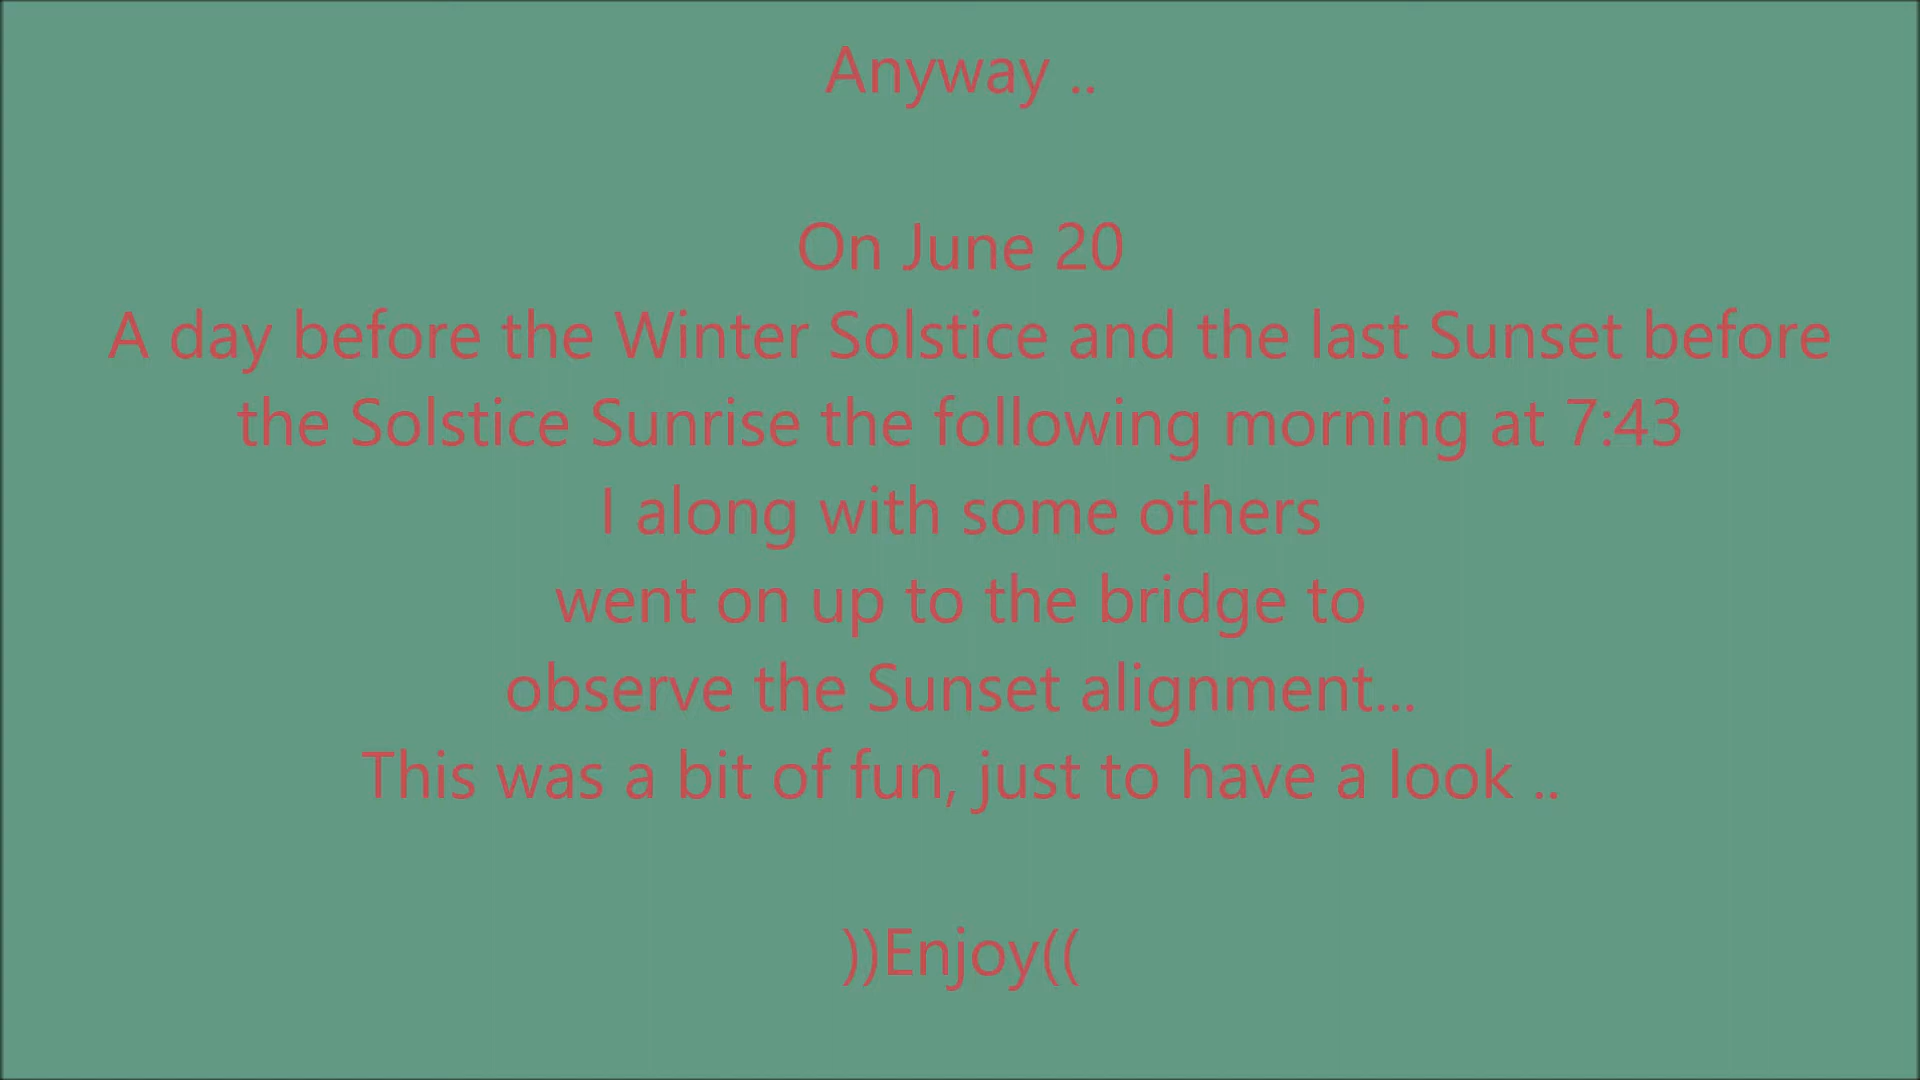 Anyway ..
On June 20
A day before the Winter Solstice and the last Sunset before
the Solstice Sunrise the following morning at 7:43
I along with some others
went on up to the bridge to
observe the Sunset alignment...
This was a bit of fun, just to have a look ..
))Enjoy((